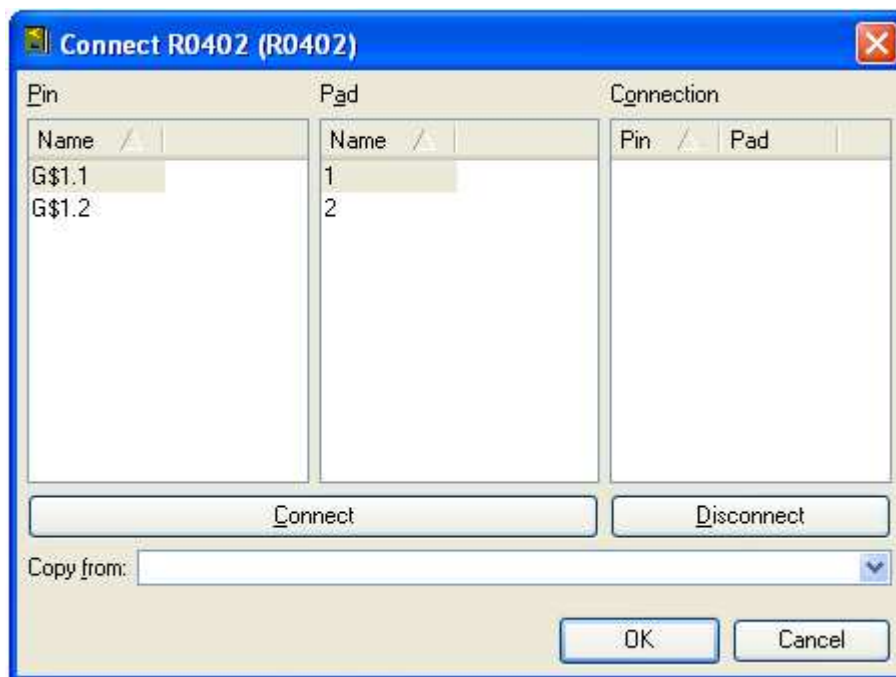 Connect R0402 (R0402)
Pin Pad Connection
Name Name Pin Pad
G$1.1 1
G$1.2 2
Connect Disconnect
Copy from:
OK Cancel